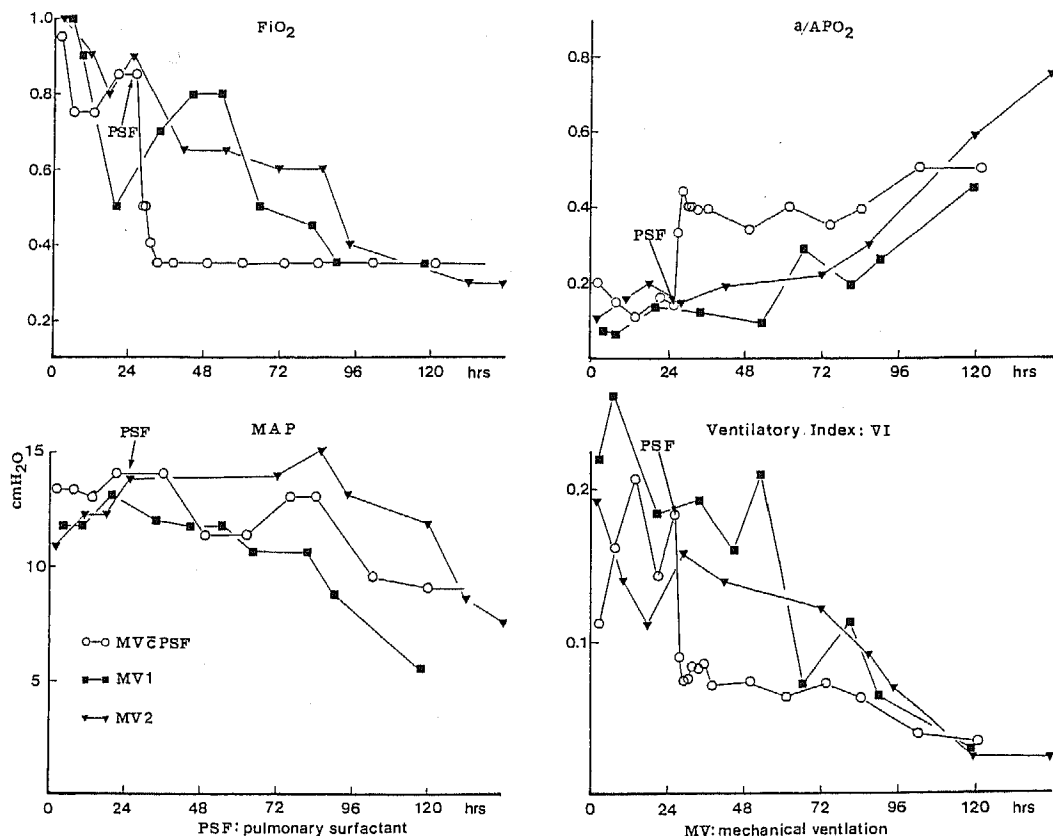 FiO2
1.0
0.8
0.6
0.4
0.2
PSF
0 24 48 72 96 120 hrs
a/APO2
0.8
0.6
0.4
0.2
PSF
0 24 48 72 96 120 hrs
MAP
cmH2O
15
10
5
PSF
MV c̄ PSF
MV1
MV2
0 24 48 72 96 120 hrs
PSF: pulmonary surfactant
Ventilatory Index: VI
PSF
0.2
0.1
0 24 48 72 96 120 hrs
MV: mechanical ventilation